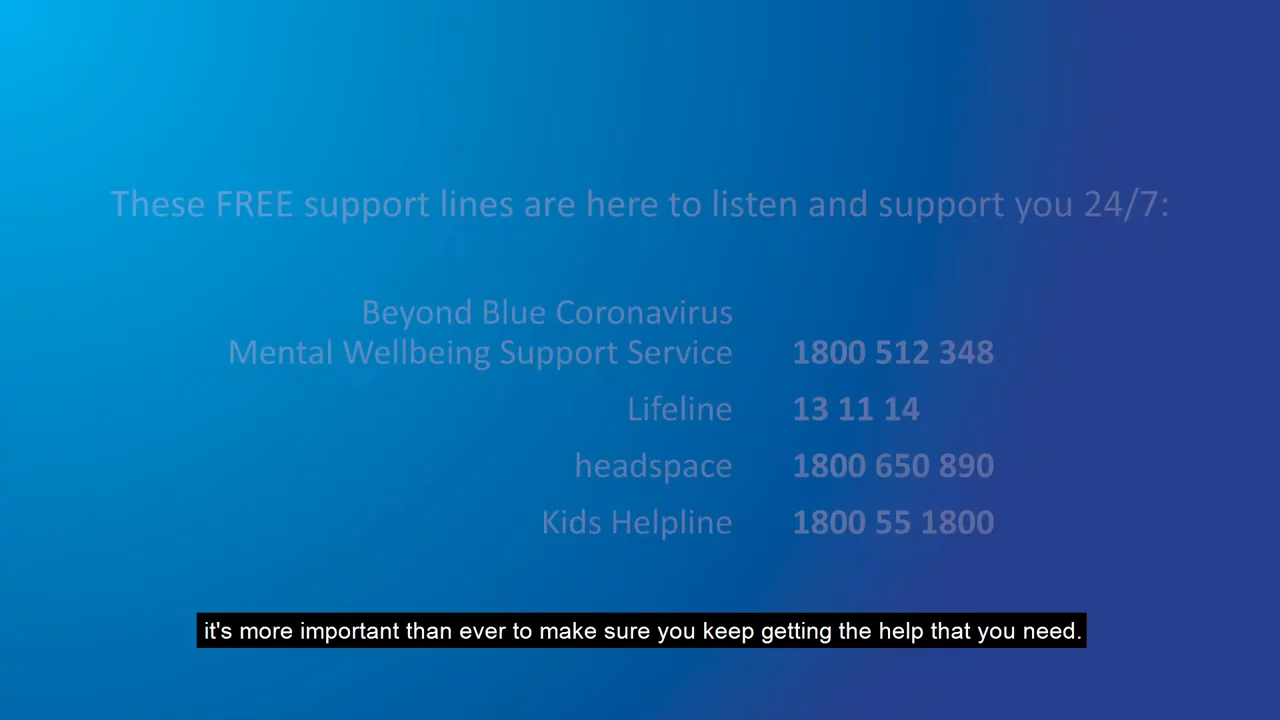 These FREE support lines are here to listen and support you 24/7:
Beyond Blue Coronavirus
Mental Wellbeing Support Service 1800 512 348
Lifeline 13 11 14
headspace 1800 650 890
Kids Helpline 1800 55 1800
it's more important than ever to make sure you keep getting the help that you need.